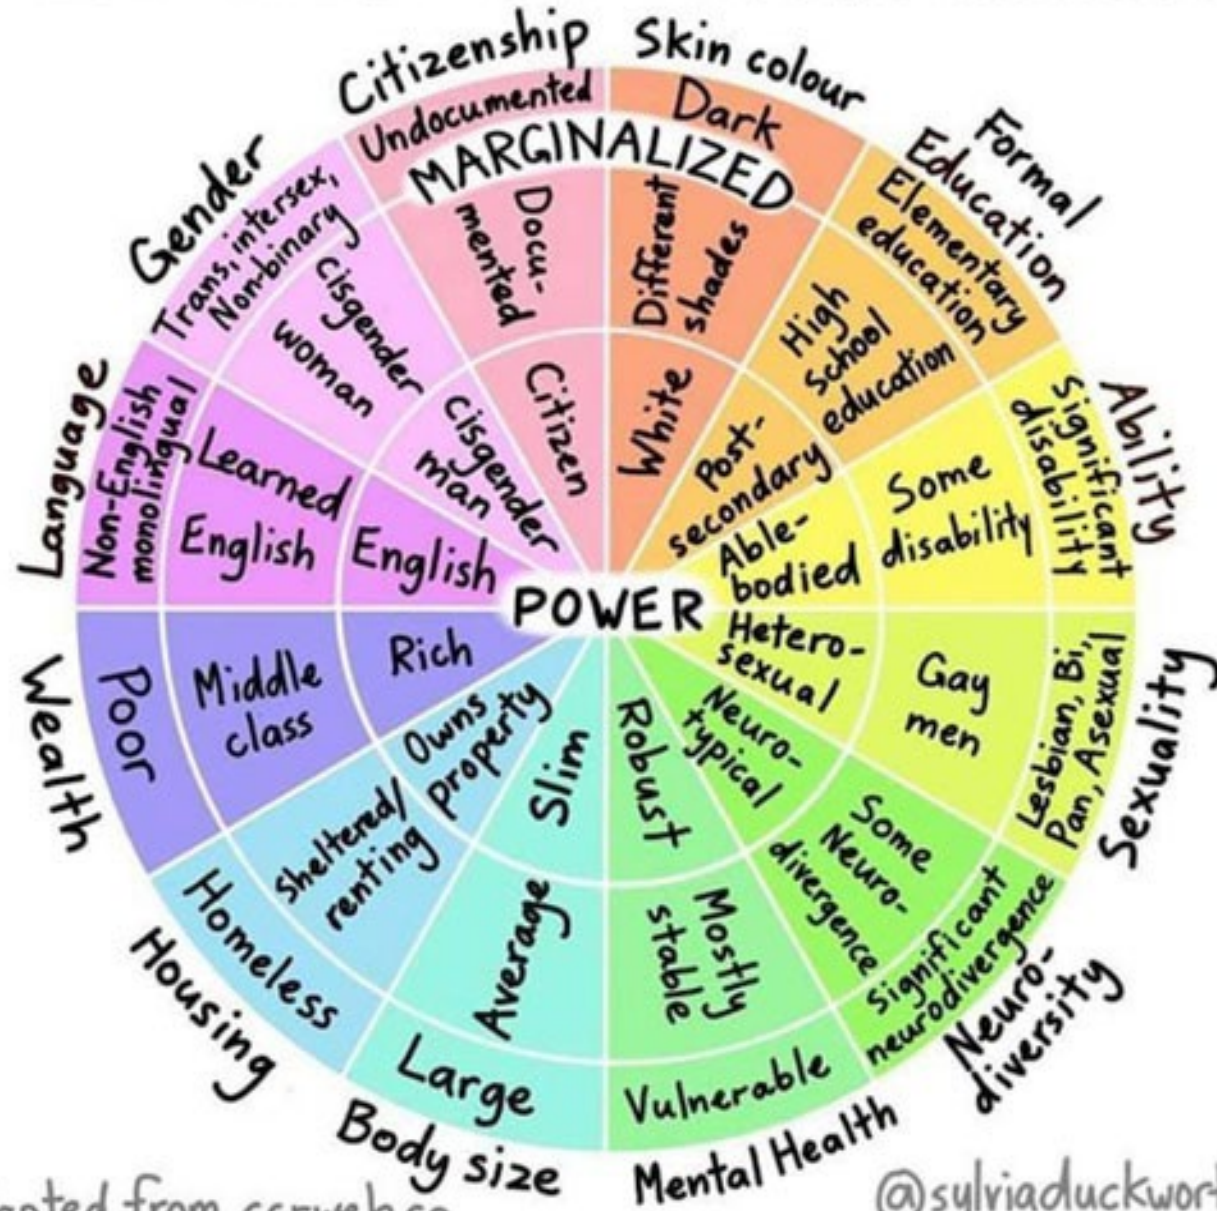 Citizenship
Skin colour
Formal
Education
Ability
Sexuality
Neuro-
diversity
Mental Health
Body size
Housing
Wealth
Language
Gender
MARGINALIZED
POWER
Undocumented
Docu-
mented
Citizen
Dark
Different
shades
White
Elementary
education
High
school
education
Post-
secondary
Significant
disability
Some
disability
Able-
bodied
Lesbian, Bi,
Pan, Asexual
Gay
men
Hetero-
sexual
Significant
neurodivergence
Some
Neuro-
divergence
Neuro-
typical
Vulnerable
Mostly
stable
Robust
Large
Average
Slim
Homeless
Sheltered/
renting
Owns
property
Poor
Middle
class
Rich
Non-English
monolingual
Learned
English
English
Trans, intersex,
Non-binary
cisgender
woman
cisgender
man
from
@sylviaduckwor